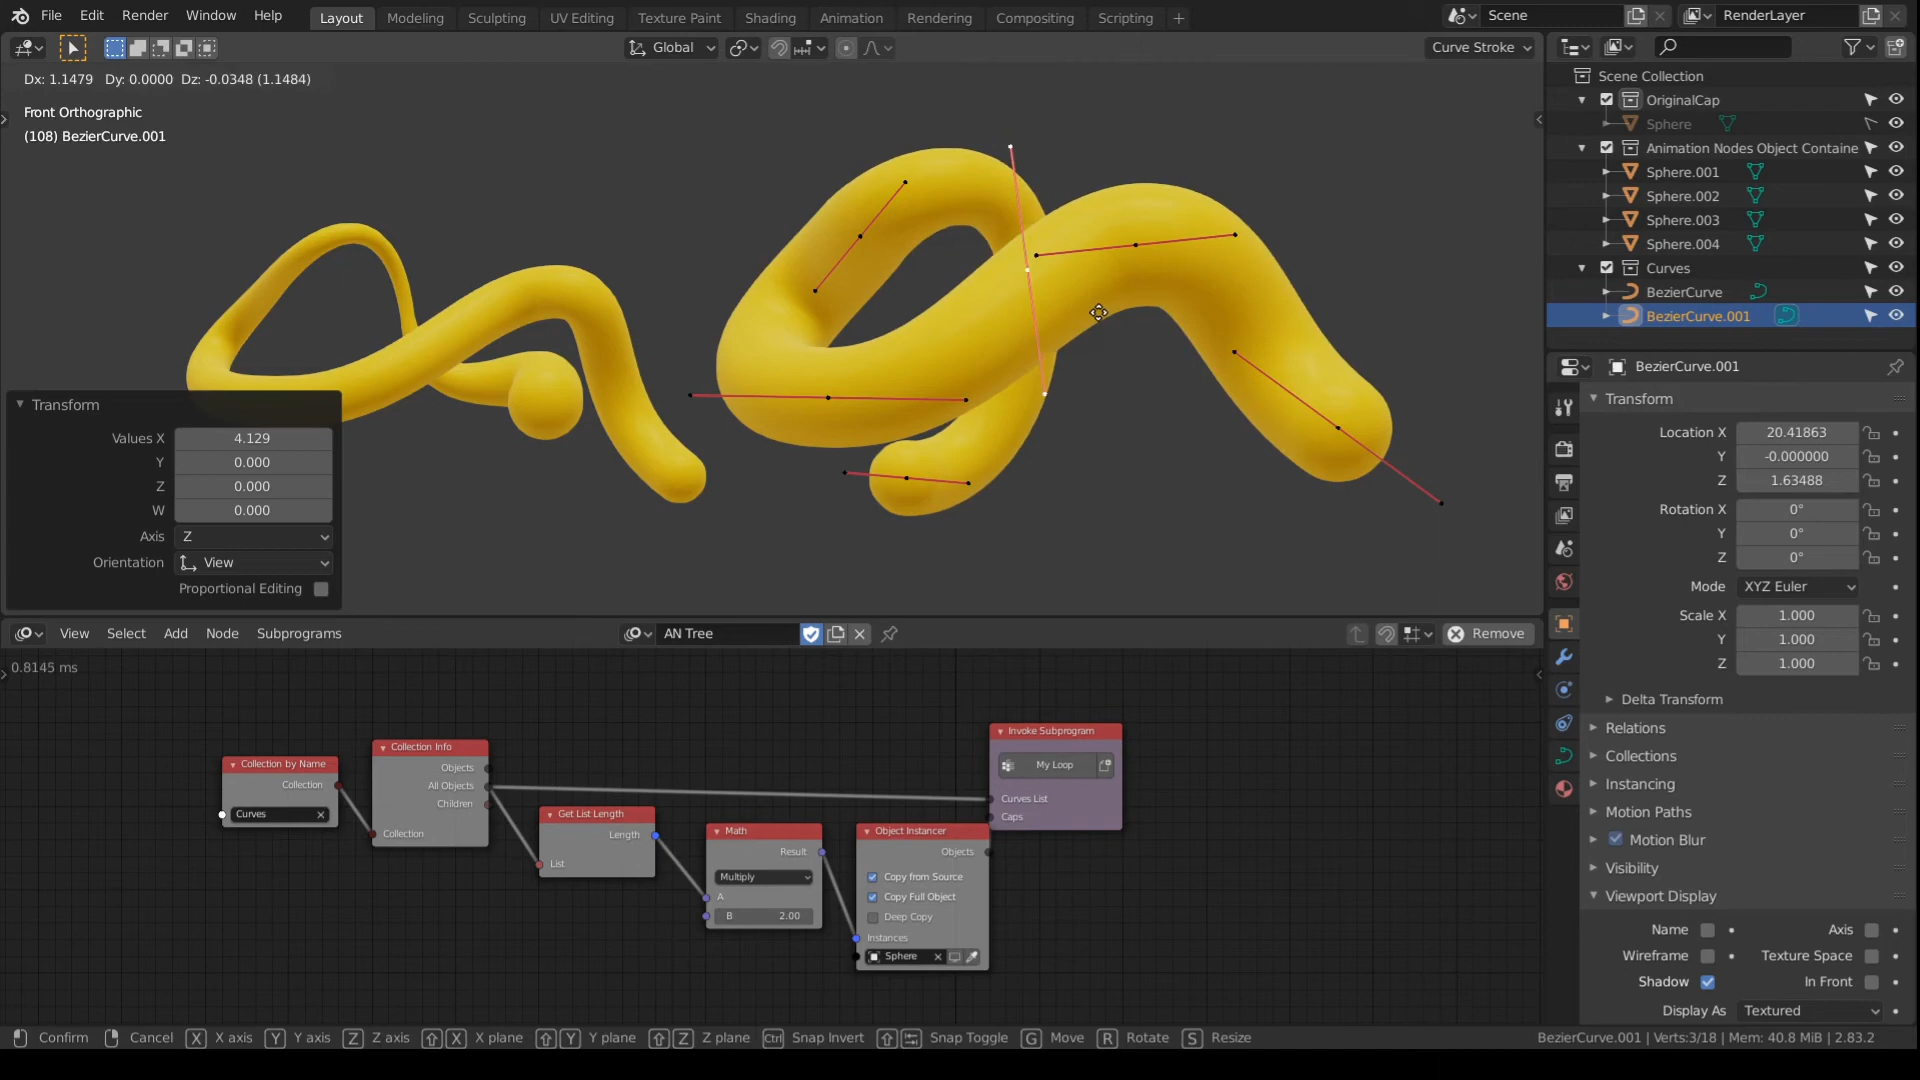 File Edit Render Window Help Layout Modeling Sculpting UV Editing Texture Paint Shading Animation Rendering Compositing Scripting + Scene RenderLayer
Global Curve Stroke
Dx: 1.1479 Dy: 0.0000 Dz: -0.0348 (1.1484)
Front Orthographic
(108) BezierCurve.001
Transform
Values X 4.129
Y 0.000
Z 0.000
W 0.000
Axis Z
Orientation View
Proportional Editing
Scene Collection
OriginalCap
Sphere
Animation Nodes Object Containe
Sphere.001
Sphere.002
Sphere.003
Sphere.004
Curves
BezierCurve
BezierCurve.001
BezierCurve.001
Transform
Location X 20.41863
Y -0.000000
Z 1.63488
Rotation X 0°
Y 0°
Z 0°
Mode XYZ Euler
Scale X 1.000
Y 1.000
Z 1.000
Delta Transform
Relations
Collections
Instancing
Motion Paths
Motion Blur
Visibility
Viewport Display
Name Axis
Wireframe Texture Space
Shadow In Front
Display As Textured
View Select Add Node Subprograms AN Tree Remove
0.8145 ms
Collection by Name
Collection
Curves
Collection Info
Objects
All Objects
Children
Collection
Get List Length
Length
List
Math
Result
Multiply
A
B 2.00
Object Instancer
Objects
Copy from Source
Copy Full Object
Deep Copy
Instances
Sphere
Invoke Subprogram
My Loop
Curves List
Caps
Confirm Cancel X X axis Y Y axis Z Z axis X X plane Y Y plane Z Z plane Ctrl Snap Invert Snap Toggle G Move R Rotate S Resize BezierCurve.001 | Verts:3/18 | Mem: 40.8 MiB | 2.83.2